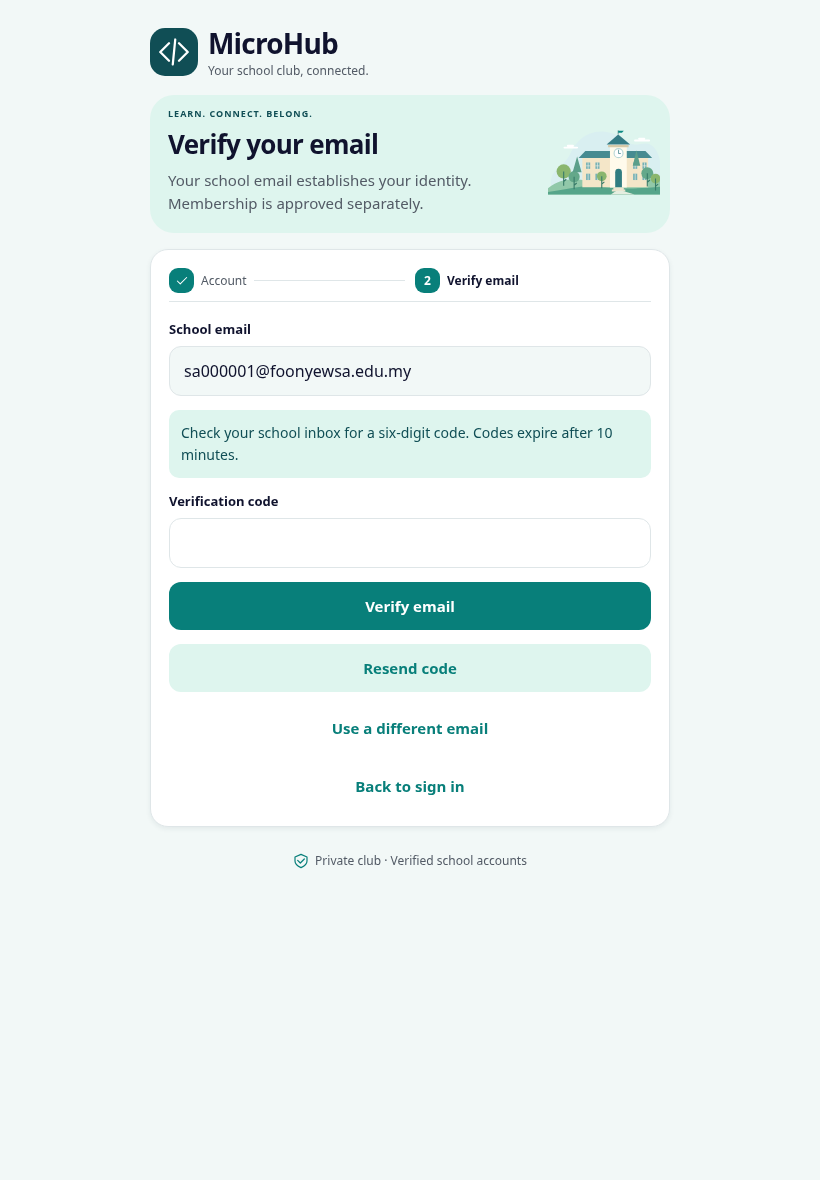 MicroHub
Your school club, connected.
LEARN. CONNECT. BELONG.
Verify your email
Your school email establishes your identity.
Membership is approved separately.
Account
2 Verify email
School email
sa000001@foonyewsa.edu.my
Check your school inbox for a six-digit code. Codes expire after 10
minutes.
Verification code
Verify email
Resend code
Use a different email
Back to sign in
Private club · Verified school accounts